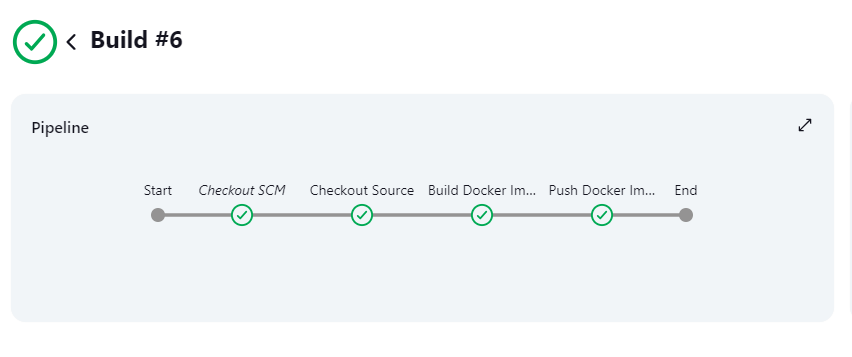 Build #6
Pipeline
Start Checkout SCM Checkout Source Build Docker Im... Push Docker Im... End